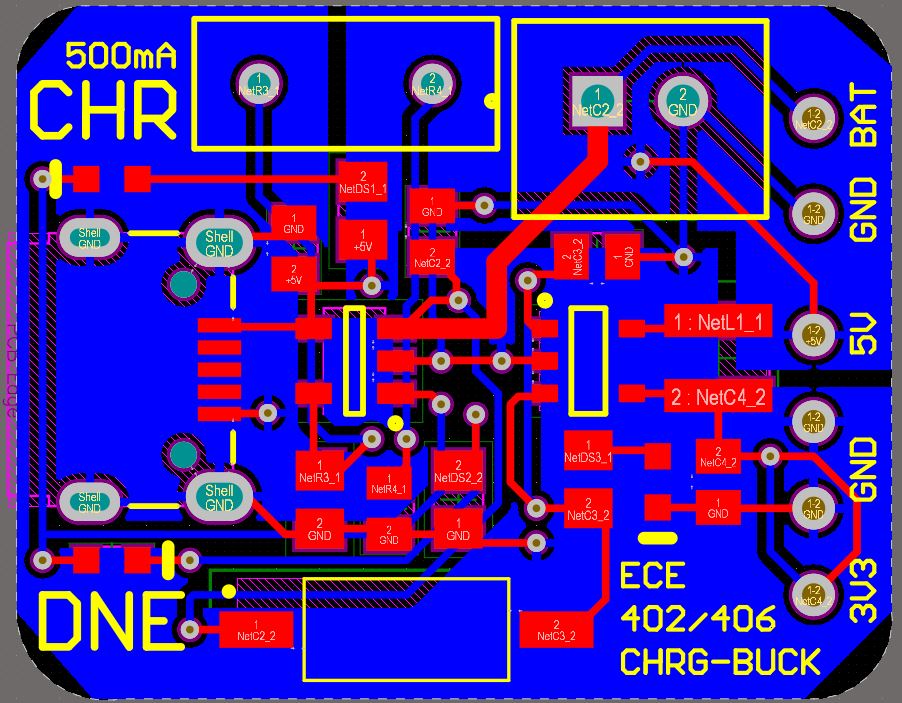 500mA
CHR
1
NetR3_1
2
NetR4_1
1
NetC2_2
2
GND
1-2
NetC2_2
BAT
2
NetDS1_1
1
GND
1
GND
1
+5V
Shell
GND
Shell
GND
1-2
GND
GND
2
+5V
2
NetC2_2
2
NetC3_2
1
GND
1 : NetL1_1
1-2
+5V
5V
PCB Edge
2 : NetC4_2
1-2
GND
1
NetR3_1
1
NetR4_1
2
NetDS2_2
1
NetDS3_1
2
NetC4_2
GND
Shell
GND
Shell
GND
2
GND
2
GND
1
GND
2
NetC3_2
1
GND
1-2
GND
DNE
1
NetC2_2
2
NetC3_2
ECE
402/406
CHRG-BUCK
1-2
NetC4_2
3V3